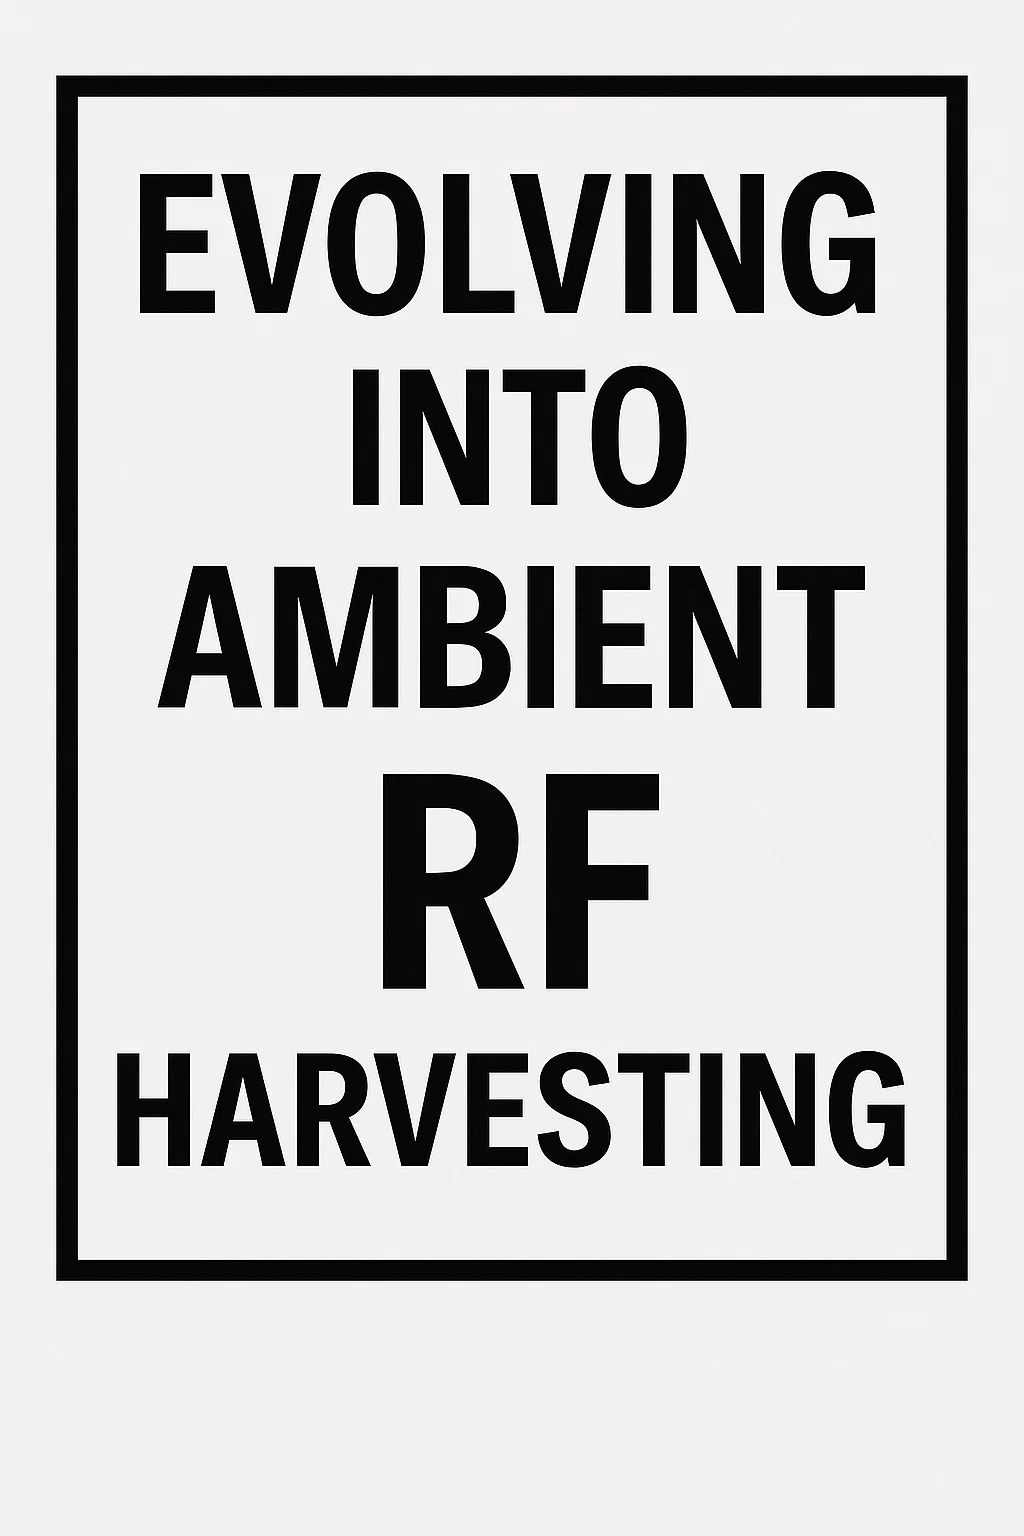 EVOLVING
INTO
AMBIENT
RF
HARVESTING